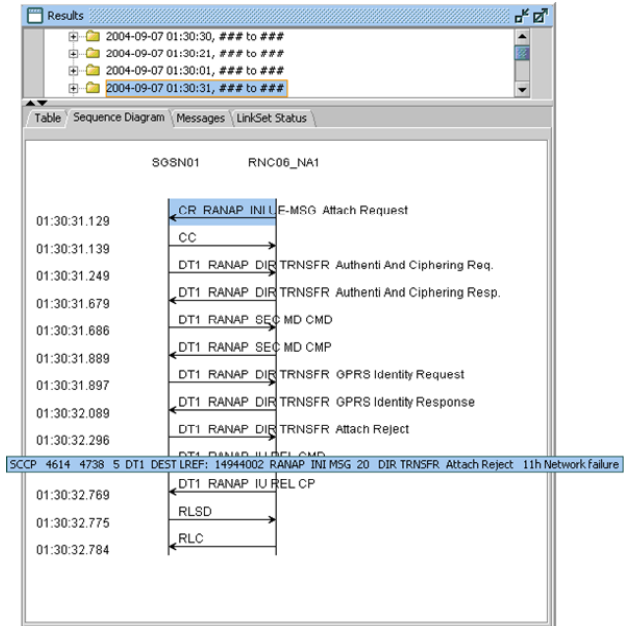 Results
2004-09-07 01:30:30, ### to ###
2004-09-07 01:30:21, ### to ###
2004-09-07 01:30:01, ### to ###
2004-09-07 01:30:31, ### to ###
Table Sequence Diagram Messages LinkSet Status
SGSN01 RNC06_NA1
CR RANAP INI UE-MSG Attach Request
01:30:31.129
CC
01:30:31.139
DT1 RANAP DIR TRNSFR Authenti And Ciphering Req.
01:30:31.249
DT1 RANAP DIR TRNSFR Authenti And Ciphering Resp.
01:30:31.679
DT1 RANAP SEC MD CMD
01:30:31.686
DT1 RANAP SEC MD CMP
01:30:31.889
DT1 RANAP DIR TRNSFR GPRS Identity Request
01:30:31.897
DT1 RANAP DIR TRNSFR GPRS Identity Response
01:30:32.089
DT1 RANAP DIR TRNSFR Attach Reject
01:30:32.296
DT1 RANAP IU REL CMD
SCCP 4614 4738 5 DT1 DEST LREF: 14944002 RANAP INI MSG 20 DIR TRNSFR Attach Reject 11h Network failure
DT1 RANAP IU REL CP
01:30:32.769
RLSD
01:30:32.775
RLC
01:30:32.784